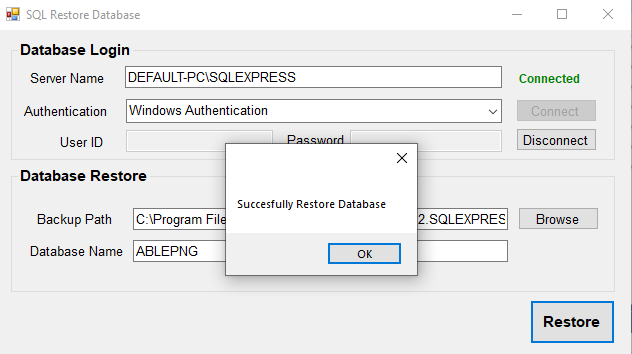 SQL Restore Database
Database Login
Server Name DEFAULT-PC\SQLEXPRESS Connected
Authentication Windows Authentication Connect
User ID Password Disconnect
Database Restore
Succesfully Restore Database
Backup Path C:\Program File 2.SQLEXPRES Browse
Database Name ABLEPNG
OK
Restore